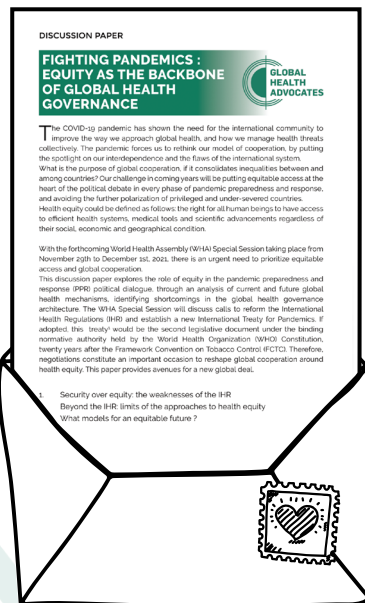 DISCUSSION PAPER
FIGHTING PANDEMICS :
EQUITY AS THE BACKBONE
OF GLOBAL HEALTH
GOVERNANCE
GLOBAL
HEALTH
ADVOCATES
The COVID-19 pandemic has shown the need for the international community to
improve the way we approach global health, and how we manage health threats
collectively. The pandemic forces us to rethink our model of cooperation, by putting
the spotlight on our interdependence and the flaws of the international system.
What is the purpose of global cooperation, if it consolidates inequalities between and
among countries? Our challenge in coming years will be putting equitable access at the
heart of the political debate in every phase of pandemic preparedness and response,
and avoiding the further polarization of privileged and under-served countries.
Health equity could be defined as follows: the right for all human beings to have access
to efficient health systems, medical tools and scientific advancements regardless of
their social, economic and geographical condition.
With the forthcoming World Health Assembly (WHA) Special Session taking place from
November 29th to December 1st, 2021, there is an urgent need to prioritize equitable
access and global cooperation.
This discussion paper explores the role of equity in the pandemic preparedness and
response (PPR) political dialogue, through an analysis of current and future global
health mechanisms, identifying shortcomings in the global health governance
architecture. The WHA Special Session will discuss calls to reform the International
Health Regulations (IHR) and establish a new International Treaty for Pandemics. If
adopted, this treaty¹ would be the second legislative document under the binding
normative authority held by the World Health Organization (WHO) Constitution,
twenty years after the Framework Convention on Tobacco Control (FCTC). Therefore,
negotiations constitute an important occasion to reshape global cooperation around
health equity. This paper provides avenues for a new global deal.
1. Security over equity: the weaknesses of the IHR
Beyond the IHR: limits of the approaches to health equity
What models for an equitable future ?